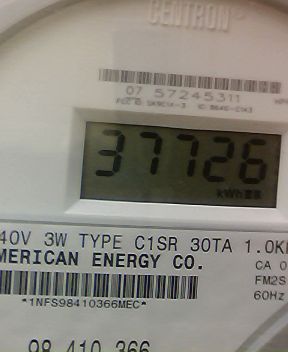 CENTRON
07 57245311
37726
kWh
40V 3W TYPE C1SR 30TA 1.0K
MERICAN ENERGY CO.
CA 0
FM2S
60Hz
*1NFS98410366MEC*
98 410 366